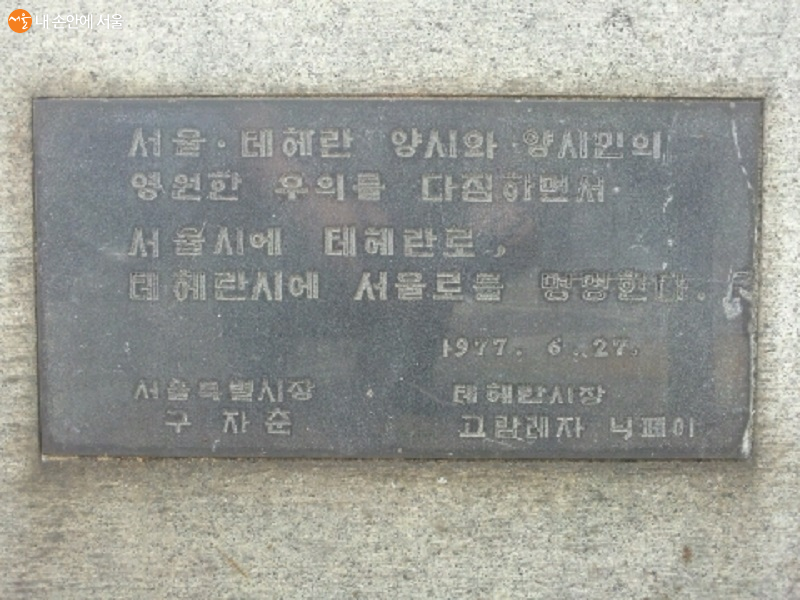 서울 내 손안에 서울
서울·테헤란 양시와 양시민의
영원한 우의를 다짐하면서
서울시에 테헤란로,
테헤란시에 서울로를 명명한다.
1977. 6. 27.
서울특별시장 테헤란시장
구 자 춘 고람레자 닉페이